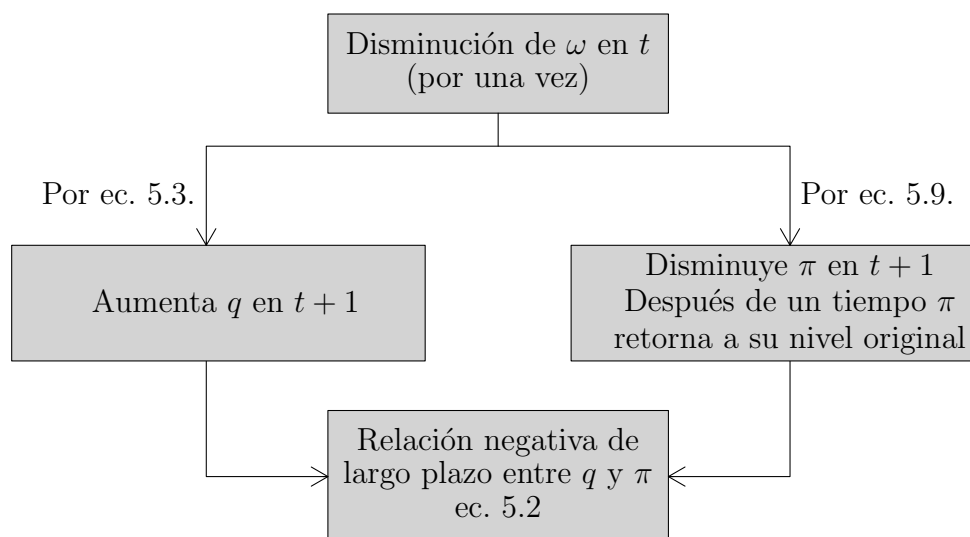 Disminución de ω en t
(por una vez)
Por ec. 5.3.
Por ec. 5.9.
Aumenta q en t + 1
Disminuye π en t + 1
Después de un tiempo π
retorna a su nivel original
Relación negativa de
largo plazo entre q y π
ec. 5.2